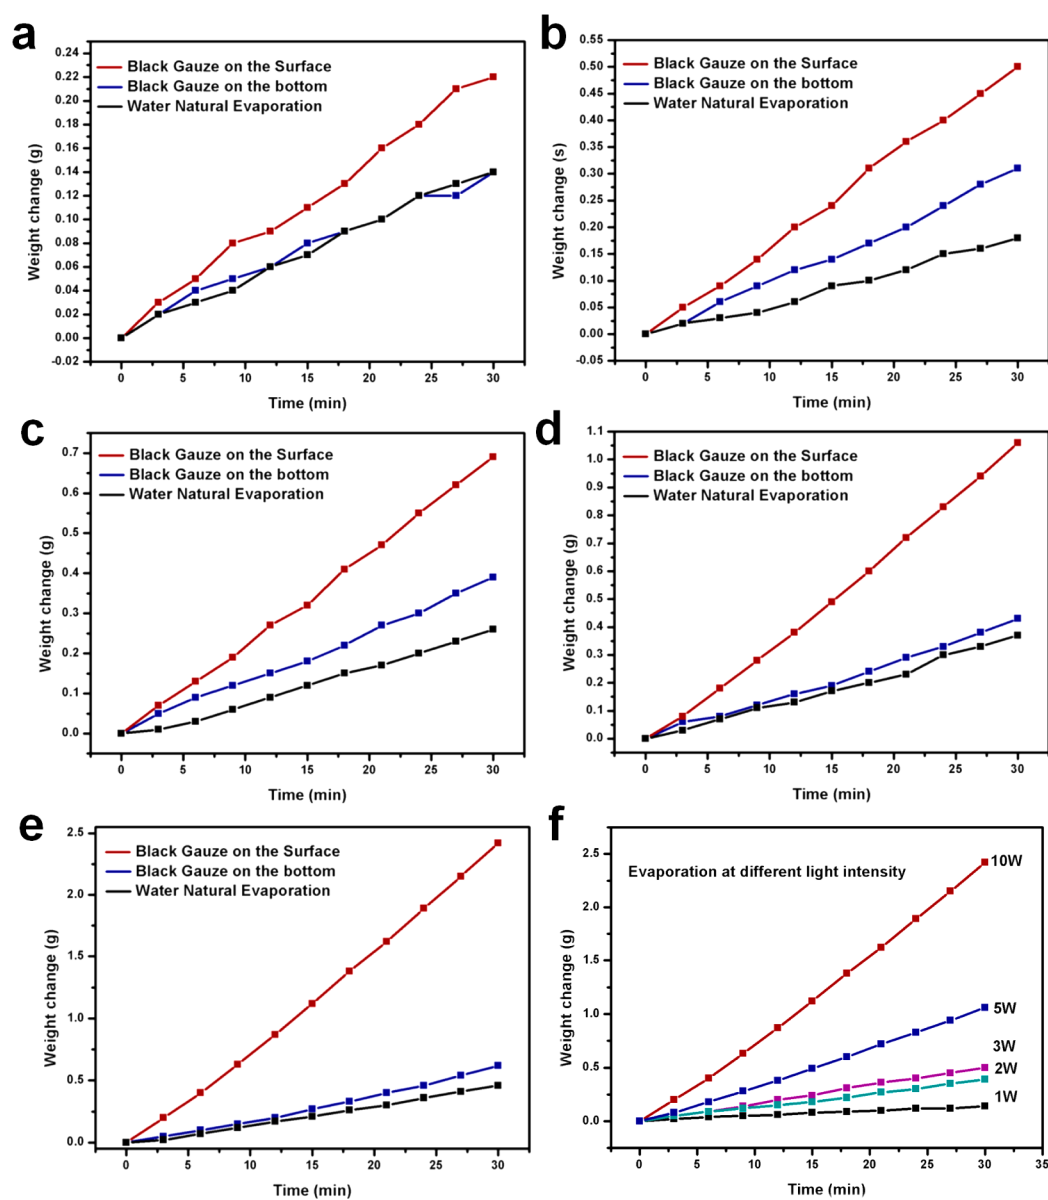 a
0.24
0.22
0.20
0.18
0.16
0.14
0.12
0.10
0.08
0.06
0.04
0.02
0.00
-0.02
Weight change (g)
Black Gauze on the Surface
Black Gauze on the bottom
Water Natural Evaporation
0 5 10 15 20 25 30
Time (min)
b
0.55
0.50
0.45
0.40
0.35
0.30
0.25
0.20
0.15
0.10
0.05
0.00
-0.05
Weight change (s)
Black Gauze on the Surface
Black Gauze on the bottom
Water Natural Evaporation
0 5 10 15 20 25 30
Time (min)
c
0.7
0.6
0.5
0.4
0.3
0.2
0.1
0.0
Weight change (g)
Black Gauze on the Surface
Black Gauze on the bottom
Water Natural Evaporation
0 5 10 15 20 25 30
Time (min)
d
1.1
1.0
0.9
0.8
0.7
0.6
0.5
0.4
0.3
0.2
0.1
0.0
Weight change (g)
Black Gauze on the Surface
Black Gauze on the bottom
Water Natural Evaporation
0 5 10 15 20 25 30
Time (min)
e
2.5
2.0
1.5
1.0
0.5
0.0
Weight change (g)
Black Gauze on the Surface
Black Gauze on the bottom
Water Natural Evaporation
0 5 10 15 20 25 30
Time (min)
f
2.5
2.0
1.5
1.0
0.5
0.0
Weight change (g)
Evaporation at different light intensity
10W
5W
3W
2W
1W
0 5 10 15 20 25 30 35
Time (min)